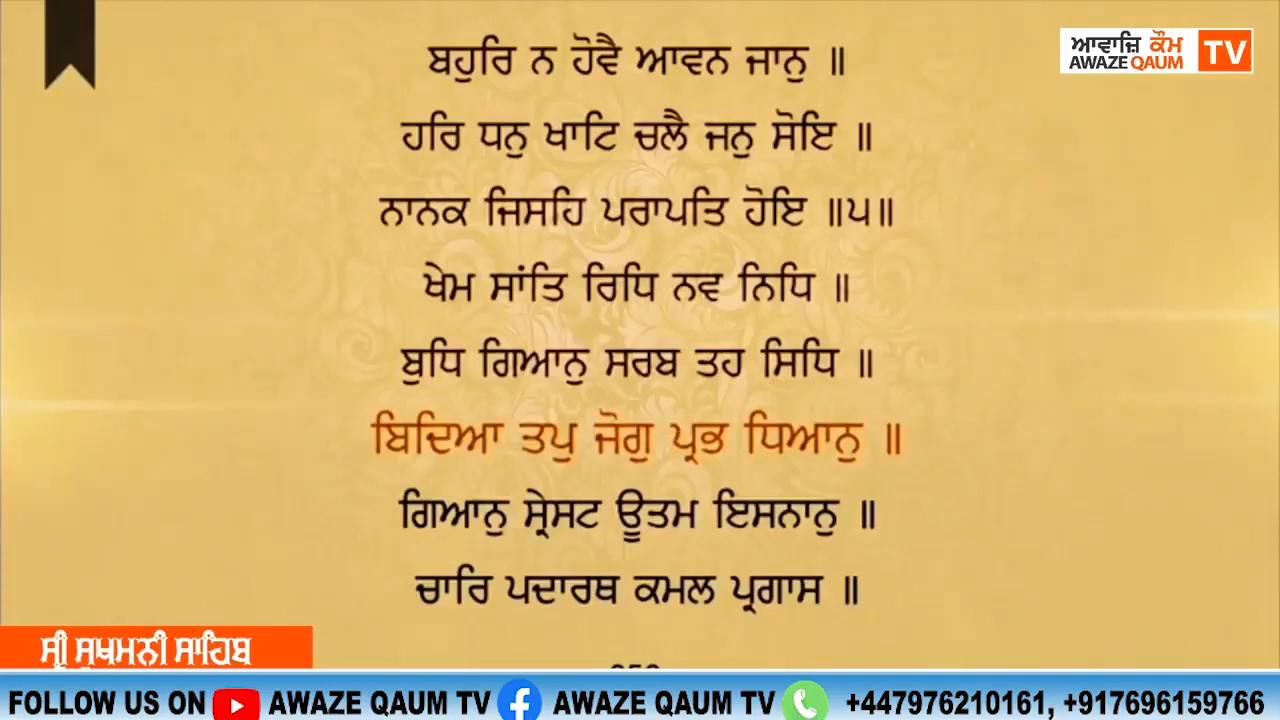 ਆਵਾਜ਼ਿ ਕੌਮ
AWAZE QAUM TV
ਬਹੁਰਿ ਨ ਹੋਵੈ ਆਵਨ ਜਾਨੁ ॥
ਹਰਿ ਧਨੁ ਖਾਟਿ ਚਲੈ ਜਨੁ ਸੋਇ ॥
ਨਾਨਕ ਜਿਸਹਿ ਪਰਾਪਤਿ ਹੋਇ ॥੫॥
ਖੇਮ ਸਾਂਤਿ ਰਿਧਿ ਨਵ ਨਿਧਿ ॥
ਬੁਧਿ ਗਿਆਨੁ ਸਰਬ ਤਹ ਸਿਧਿ ॥
ਬਿਦਿਆ ਤਪੁ ਜੋਗੁ ਪ੍ਰਭ ਧਿਆਨੁ ॥
ਗਿਆਨੁ ਸ੍ਰੇਸਟ ਊਤਮ ਇਸਨਾਨੁ ॥
ਚਾਰਿ ਪਦਾਰਥ ਕਮਲ ਪ੍ਰਗਾਸ ॥
ਸ੍ਰੀ ਸੁਖਮਨੀ ਸਾਹਿਬ
FOLLOW US ON AWAZE QAUM TV AWAZE QAUM TV +447976210161, +917696159766